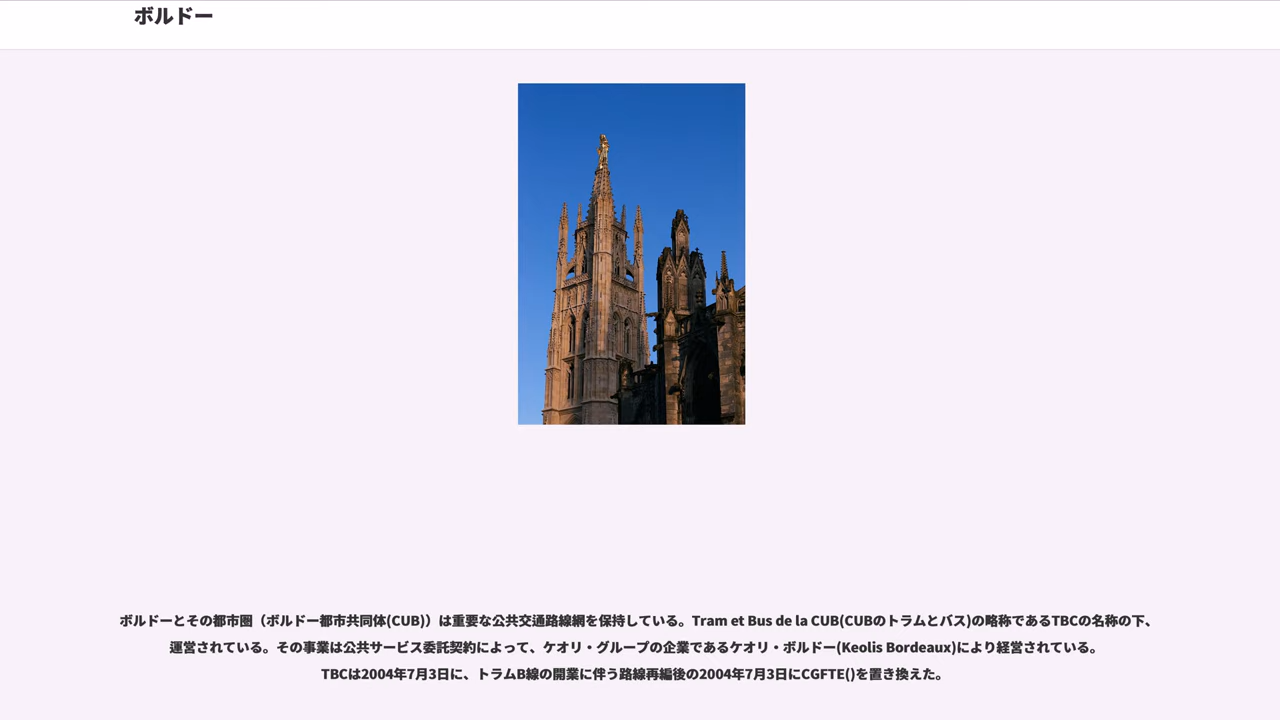 ボルドー
ボルドーとその都市圏（ボルドー都市共同体(CUB)）は重要な公共交通路線網を保持している。Tram et Bus de la CUB(CUBのトラムとバス)の略称であるTBCの名称の下、
運営されている。その事業は公共サービス委託契約によって、ケオリ・グループの企業であるケオリ・ボルドー(Keolis Bordeaux)により経営されている。
TBCは2004年7月3日に、トラムB線の開業に伴う路線再編後の2004年7月3日にCGFTE()を置き換えた。